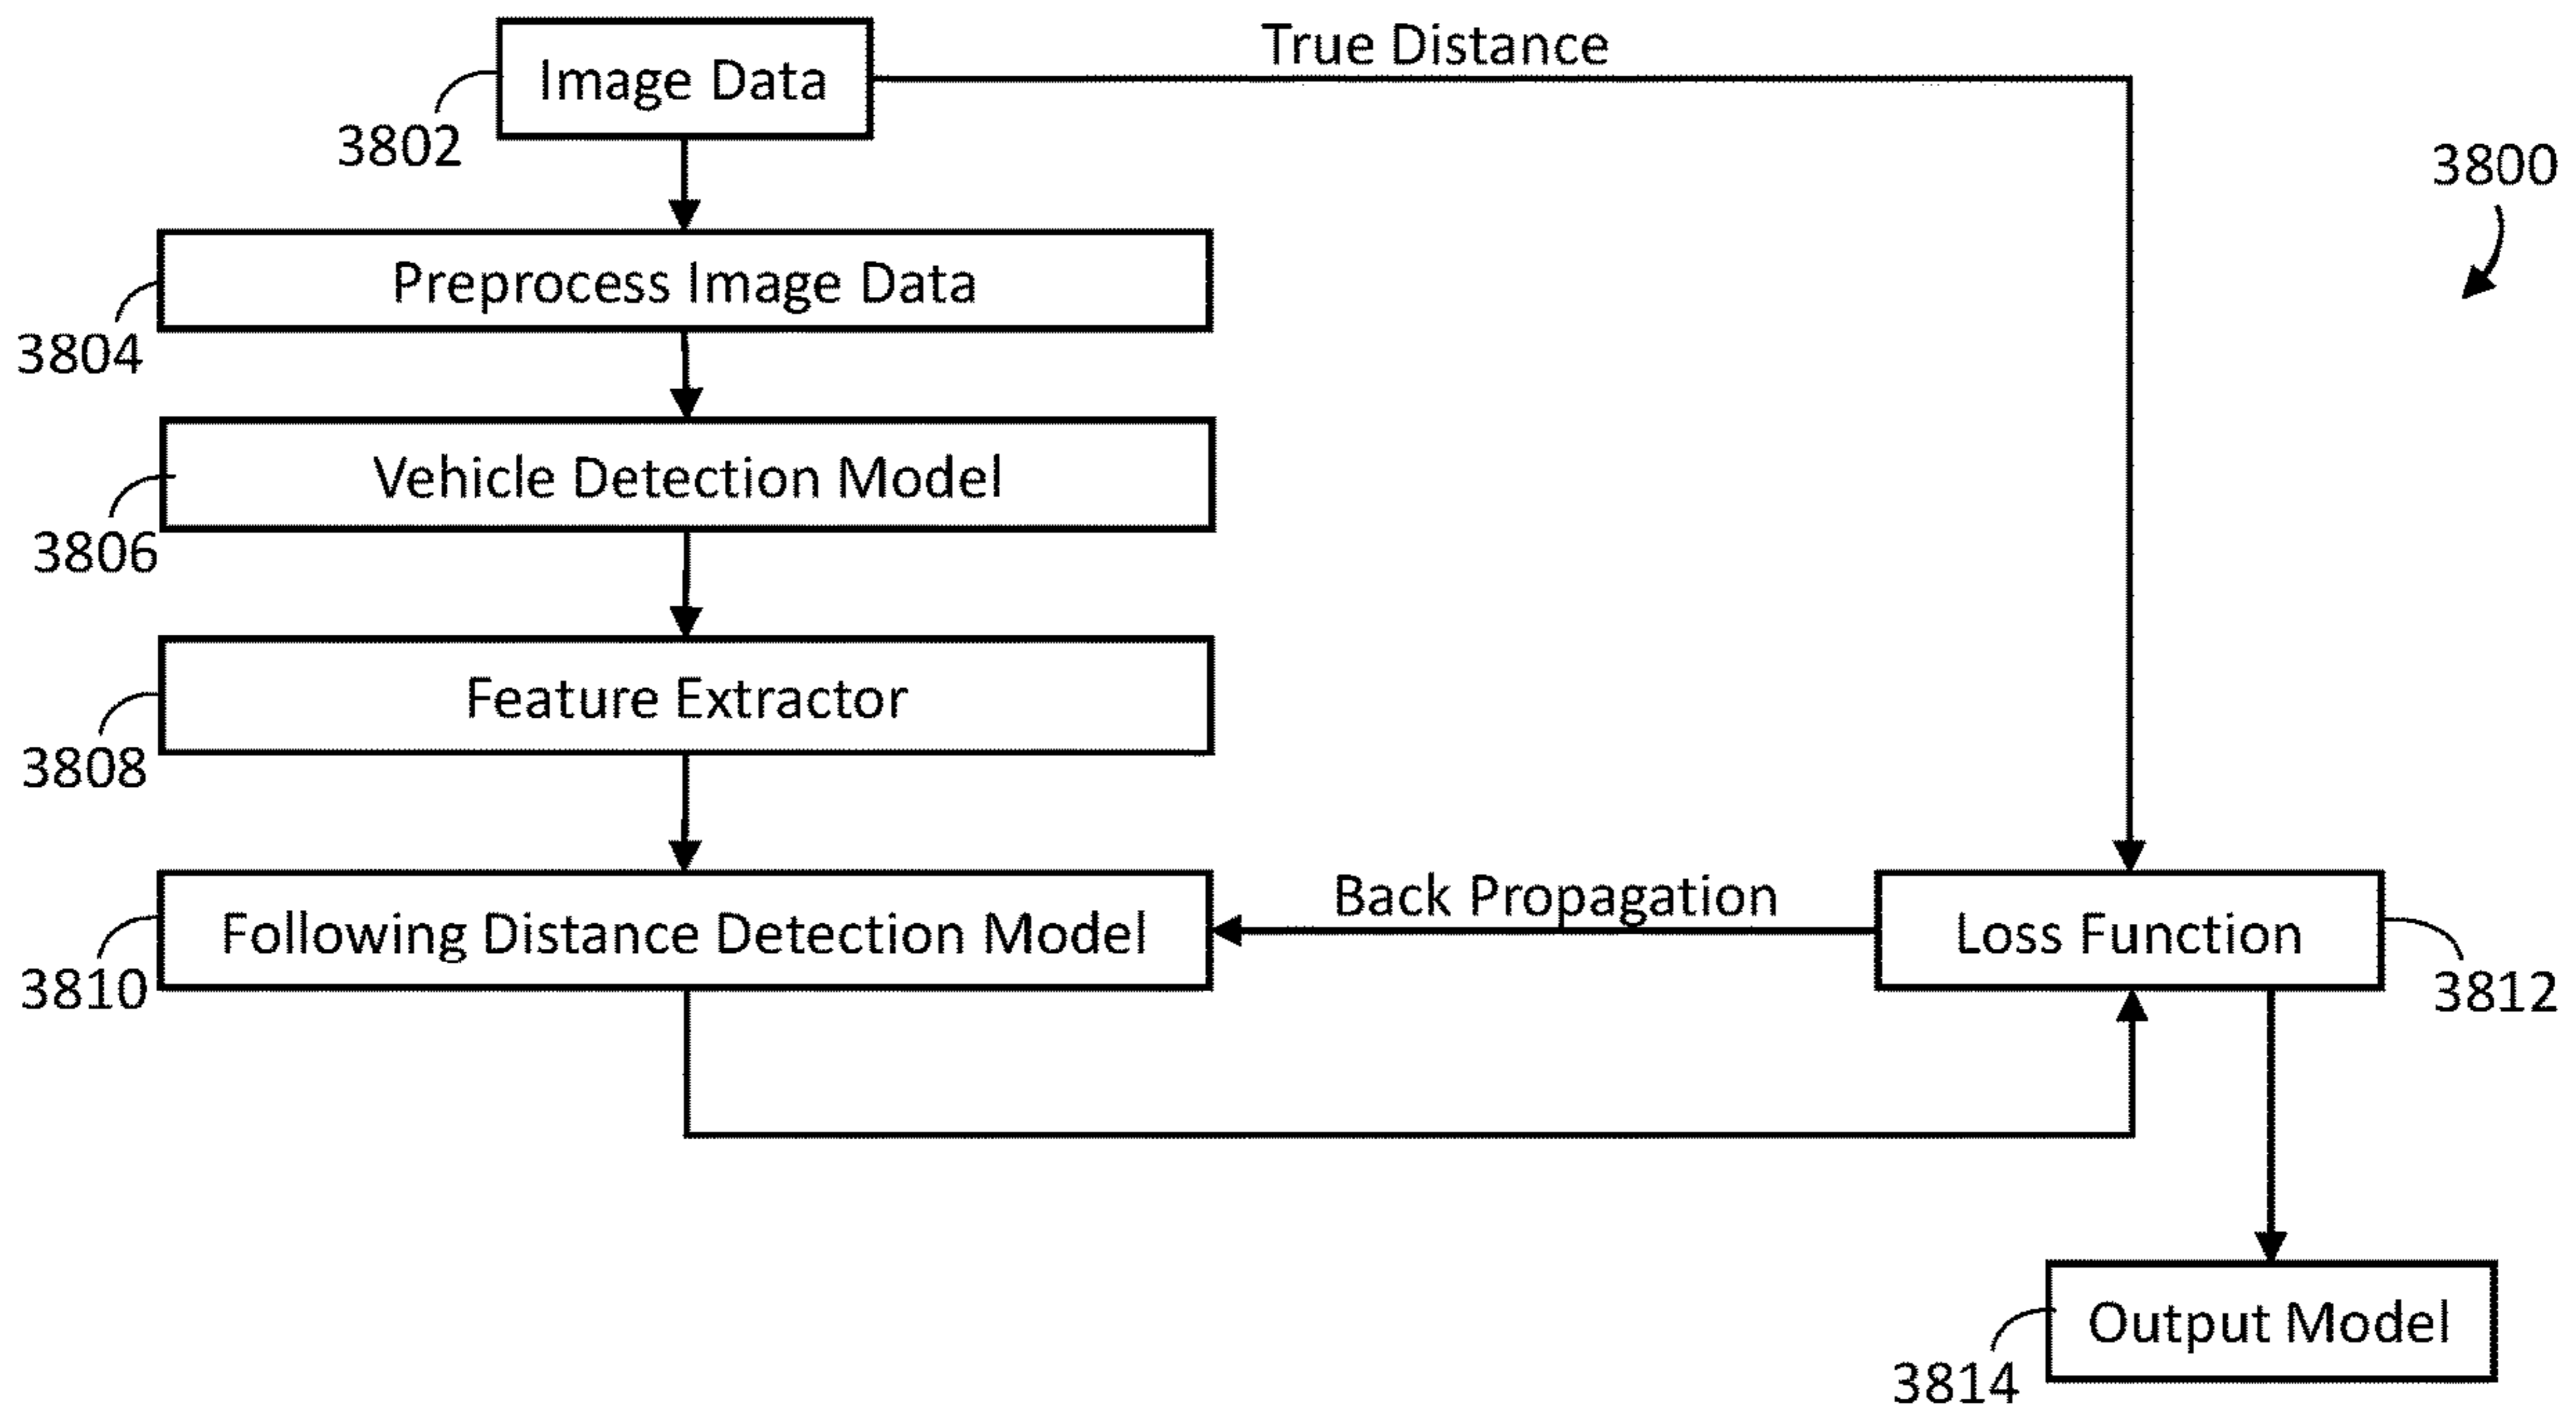 True Distance
Image Data
3802
3800
Preprocess Image Data
3804
Vehicle Detection Model
3806
Feature Extractor
3808
Back Propagation
Following Distance Detection Model
Loss Function
3810
3812
Output Model
3814